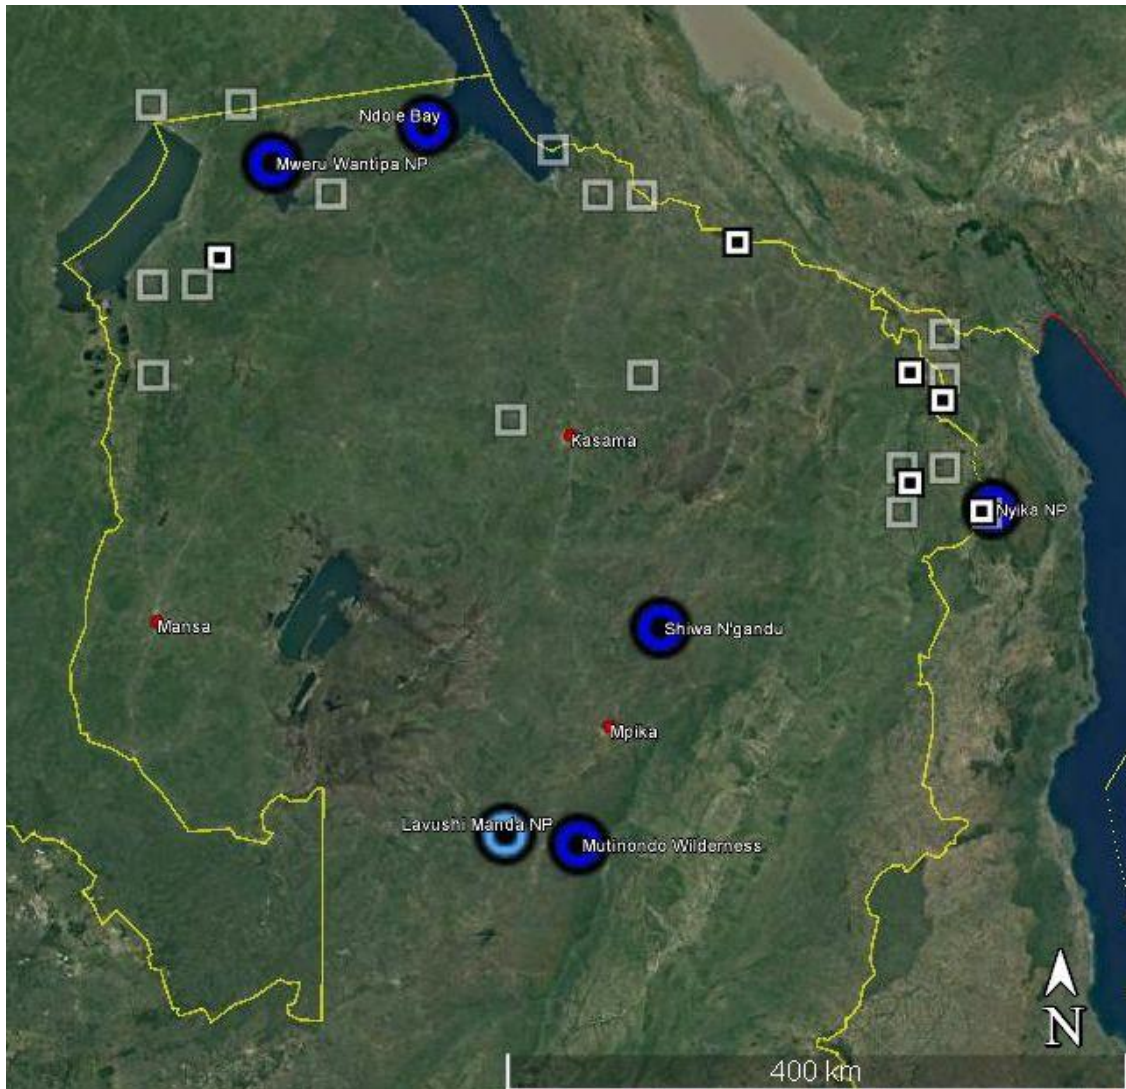 Ndole Bay
Mweru Wantipa NP
Kasama
Nyika NP
Mansa
Shiwa N'gandu
Mpika
Lavushi Manda NP
Mutinondo Wilderness
N
400 km